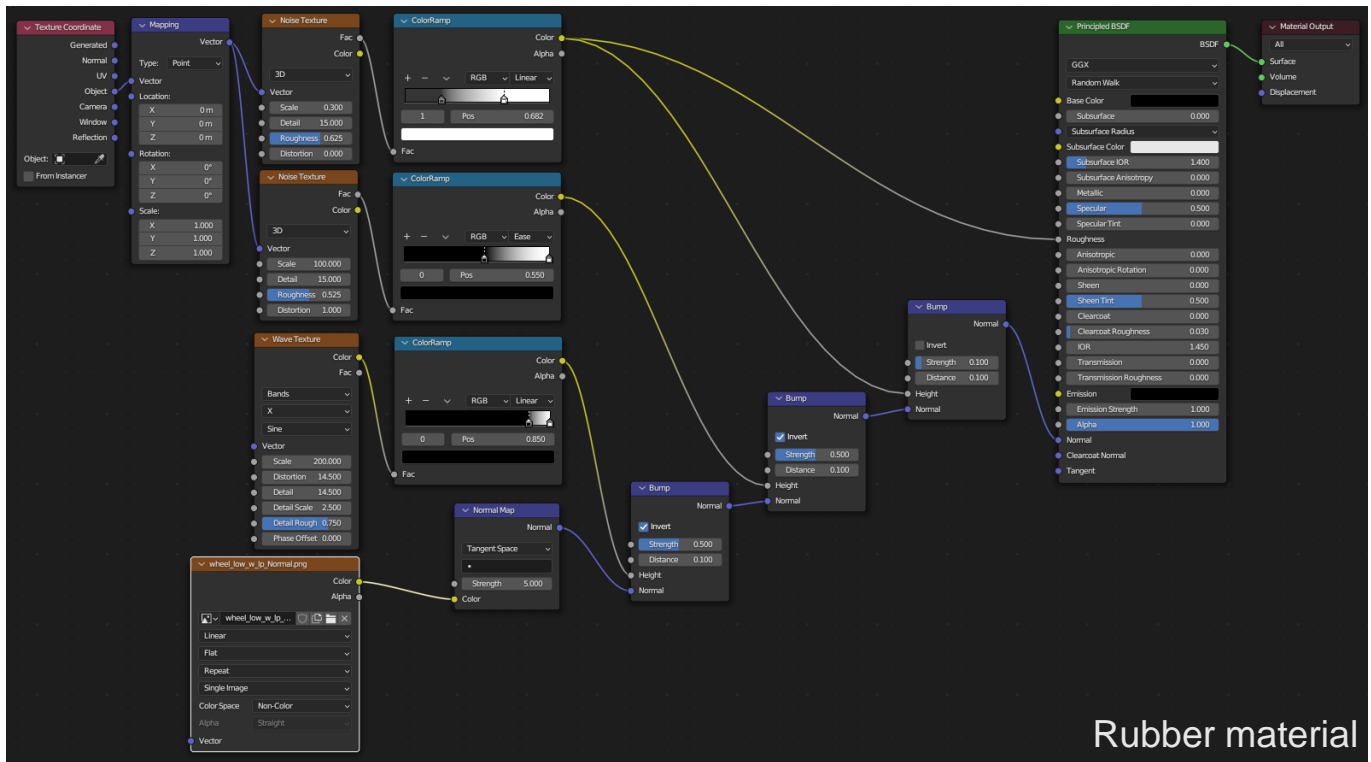 Texture Coordinate
Generated
Normal
UV
Object
Camera
Window
Reflection
Object:
From Instancer
Mapping
Vector
Type: Point
Vector
Location:
X 0 m
Y 0 m
Z 0 m
Rotation:
X 0°
Y 0°
Z 0°
Scale:
X 1.000
Y 1.000
Z 1.000
Noise Texture
Fac
Color
3D
Vector
Scale 0.300
Detail 15.000
Roughness 0.625
Distortion 0.000
ColorRamp
Color
Alpha
+ − RGB Linear
1 Pos 0.682
Fac
Noise Texture
Fac
Color
3D
Vector
Scale 100.000
Detail 15.000
Roughness 0.525
Distortion 1.000
ColorRamp
Color
Alpha
+ − RGB Ease
0 Pos 0.550
Fac
Wave Texture
Color
Fac
Bands
X
Sine
Vector
Scale 200.000
Distortion 14.500
Detail 14.500
Detail Scale 2.500
Detail Rough 0.750
Phase Offset 0.000
ColorRamp
Color
Alpha
+ − RGB Linear
0 Pos 0.850
Fac
wheel_low_w_lp_Normal.png
Color
Alpha
wheel_low_w_lp_...
Linear
Flat
Repeat
Single Image
Color Space Non-Color
Alpha Straight
Vector
Normal Map
Normal
Tangent Space
Strength 5.000
Color
Bump
Normal
Invert
Strength 0.500
Distance 0.100
Height
Normal
Bump
Normal
Invert
Strength 0.500
Distance 0.100
Height
Normal
Bump
Normal
Invert
Strength 0.100
Distance 0.100
Height
Normal
Principled BSDF
BSDF
GGX
Random Walk
Base Color
Subsurface 0.000
Subsurface Radius
Subsurface Color
Subsurface IOR 1.400
Subsurface Anisotropy 0.000
Metallic 0.000
Specular 0.500
Specular Tint 0.000
Roughness
Anisotropic 0.000
Anisotropic Rotation 0.000
Sheen 0.000
Sheen Tint 0.500
Clearcoat 0.000
Clearcoat Roughness 0.030
IOR 1.450
Transmission 0.000
Transmission Roughness 0.000
Emission
Emission Strength 1.000
Alpha 1.000
Normal
Clearcoat Normal
Tangent
Material Output
All
Surface
Volume
Displacement
Rubber material